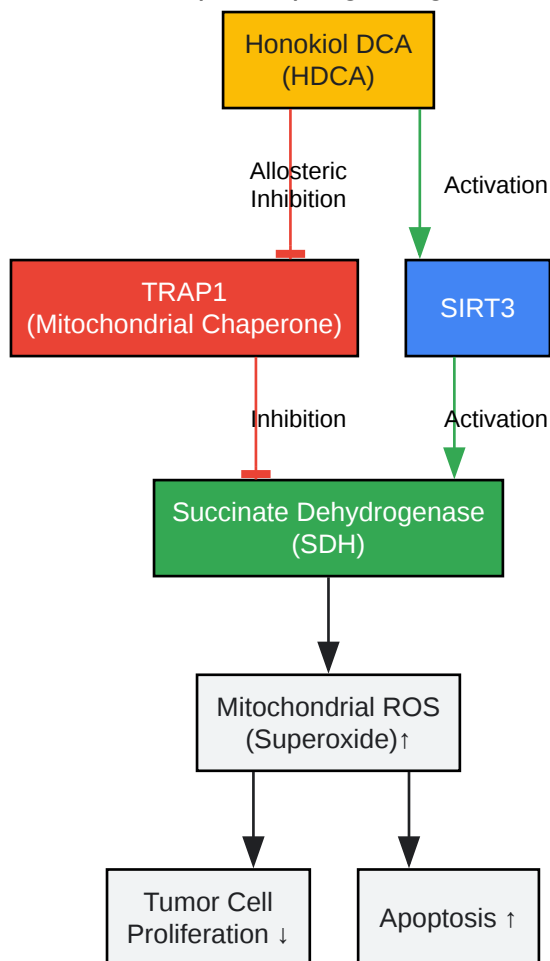 Honokiol DCA
(HDCA)
Allosteric
Inhibition
Activation
TRAP1
(Mitochondrial Chaperone)
SIRT3
Inhibition
Activation
Succinate Dehydrogenase
(SDH)
Mitochondrial ROS
(Superoxide)↑
Tumor Cell
Proliferation ↓
Apoptosis ↑